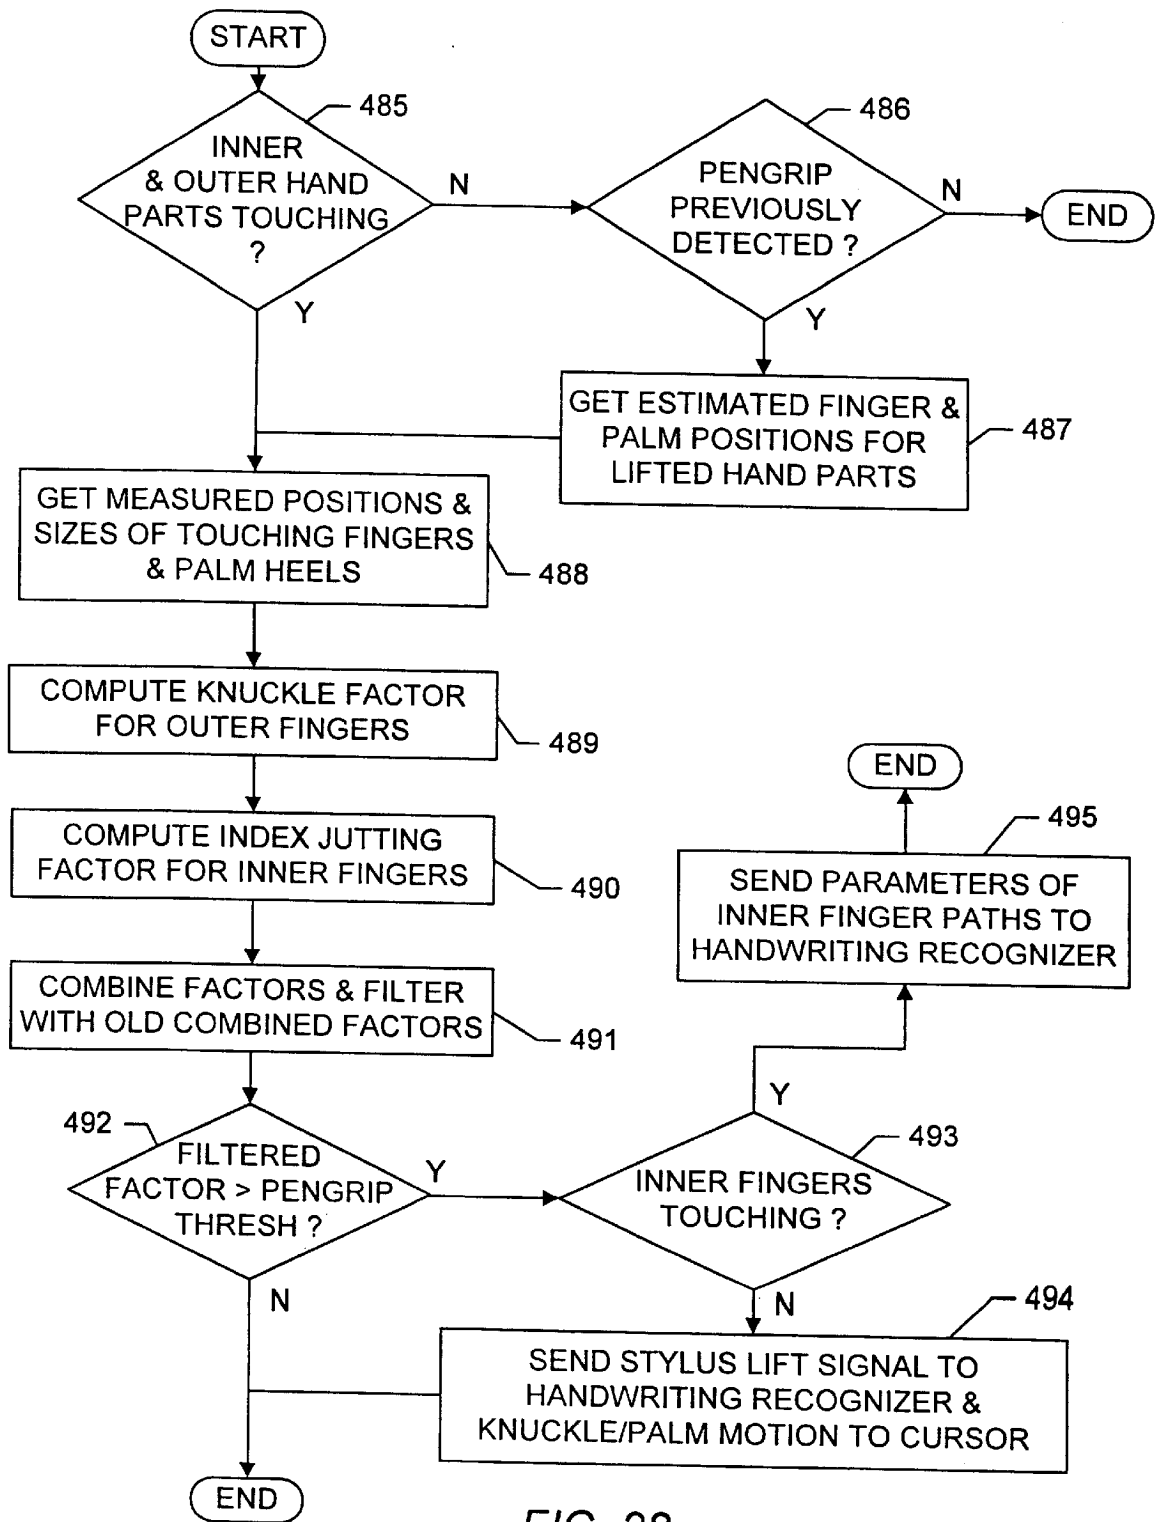 START
485
INNER
& OUTER HAND
PARTS TOUCHING
?
N
Y
486
PENGRIP
PREVIOUSLY
DETECTED ?
N
END
Y
GET ESTIMATED FINGER &
PALM POSITIONS FOR
LIFTED HAND PARTS
487
GET MEASURED POSITIONS &
SIZES OF TOUCHING FINGERS
& PALM HEELS
488
COMPUTE KNUCKLE FACTOR
FOR OUTER FINGERS
489
COMPUTE INDEX JUTTING
FACTOR FOR INNER FINGERS
490
COMBINE FACTORS & FILTER
WITH OLD COMBINED FACTORS
491
492
FILTERED
FACTOR > PENGRIP
THRESH ?
Y
N
END
495
SEND PARAMETERS OF
INNER FINGER PATHS TO
HANDWRITING RECOGNIZER
Y
493
INNER FINGERS
TOUCHING ?
N
494
SEND STYLUS LIFT SIGNAL TO
HANDWRITING RECOGNIZER &
KNUCKLE/PALM MOTION TO CURSOR
END